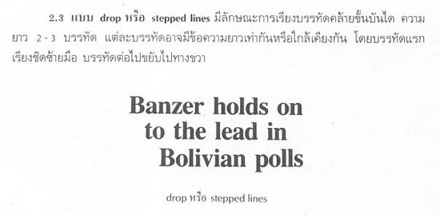 2.3 แบบ drop หรือ stepped lines มีลักษณะการเรียงบรรทัดคล้ายขั้นบันได ความ
ยาว 2 - 3 บรรทัด แต่ละบรรทัดอาจมีข้อความยาวเท่ากันหรือใกล้เคียงกัน โดยบรรทัดแรก
เรียงชิดซ้ายมือ บรรทัดต่อไปขยับไปทางขวา
Banzer holds on
to the lead in
Bolivian polls
drop หรือ stepped lines